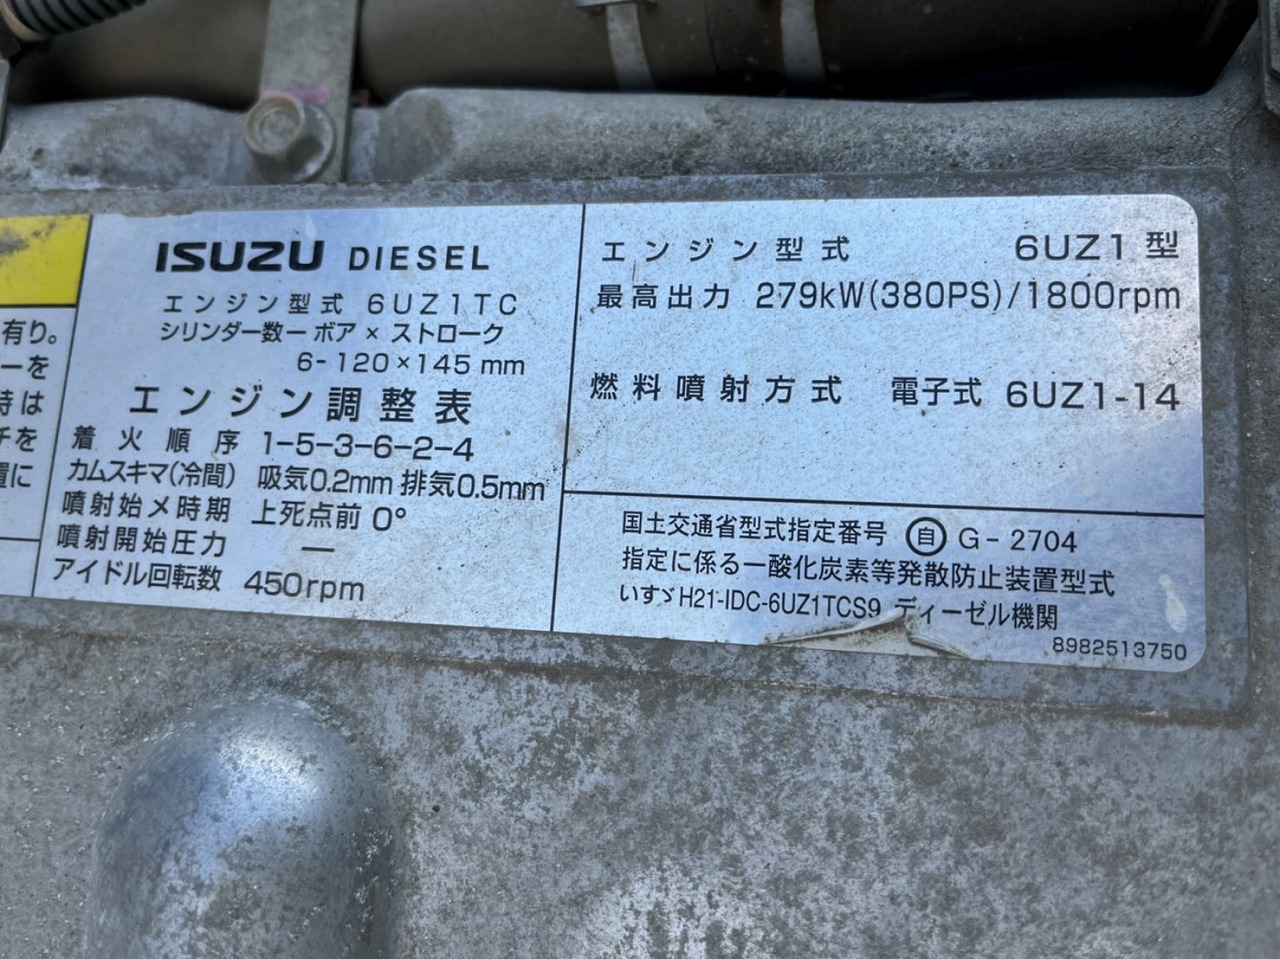 有り。
ーを
時は
チを
置に
ISUZU DIESEL
エンジン型式 6UZ1TC
シリンダー数ー ボア × ストローク
6-120×145 mm
エンジン調整表
着火順序 1-5-3-6-2-4
カムスキマ(冷間) 吸気0.2mm 排気0.5mm
噴射始メ時期 上死点前 0°
噴射開始圧力 ー
アイドル回転数 450rpm
エンジン型式 6UZ1型
最高出力 279kW(380PS)/1800rpm
燃料噴射方式 電子式 6UZ1-14
国土交通省型式指定番号 自 G-2704
指定に係る一酸化炭素等発散防止装置型式
いすゞH21-IDC-6UZ1TCS9 ディーゼル機関
8982513750